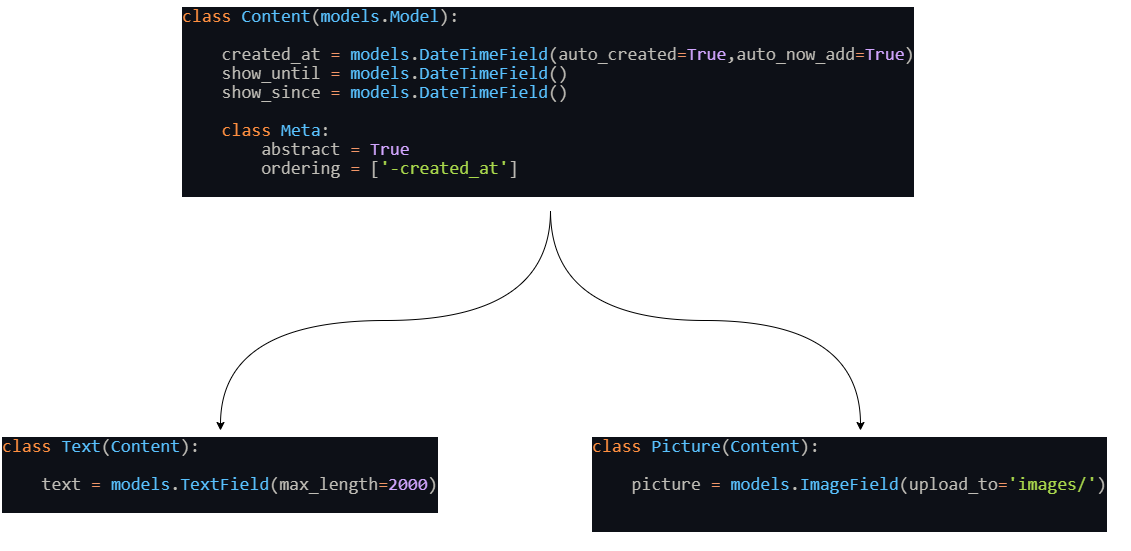 class Content(models.Model):
created_at = models.DateTimeField(auto_created=True,auto_now_add=True)
show_until = models.DateTimeField()
show_since = models.DateTimeField()
class Meta:
abstract = True
ordering = ['-created_at']
class Text(Content):
text = models.TextField(max_length=2000)
class Picture(Content):
picture = models.ImageField(upload_to='images/')